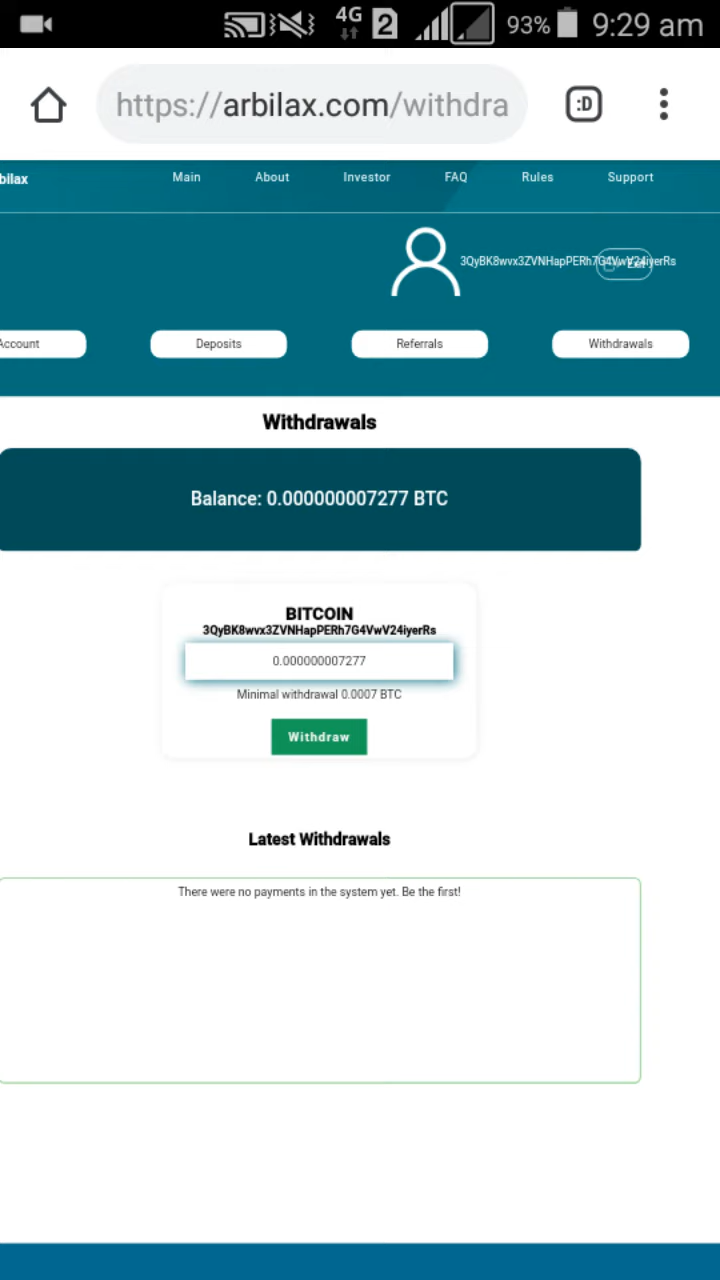 4G 2 93% 9:29 am
https://arbilax.com/withdra :D
bilax Main About Investor FAQ Rules Support
3QyBK8wvx3ZVNHapPERh7G4VwV24iyerRs
Account Deposits Referrals Withdrawals
Withdrawals
Balance: 0.000000007277 BTC
BITCOIN
3QyBK8wvx3ZVNHapPERh7G4VwV24iyerRs
0.000000007277
Minimal withdrawal 0.0007 BTC
Withdraw
Latest Withdrawals
There were no payments in the system yet. Be the first!